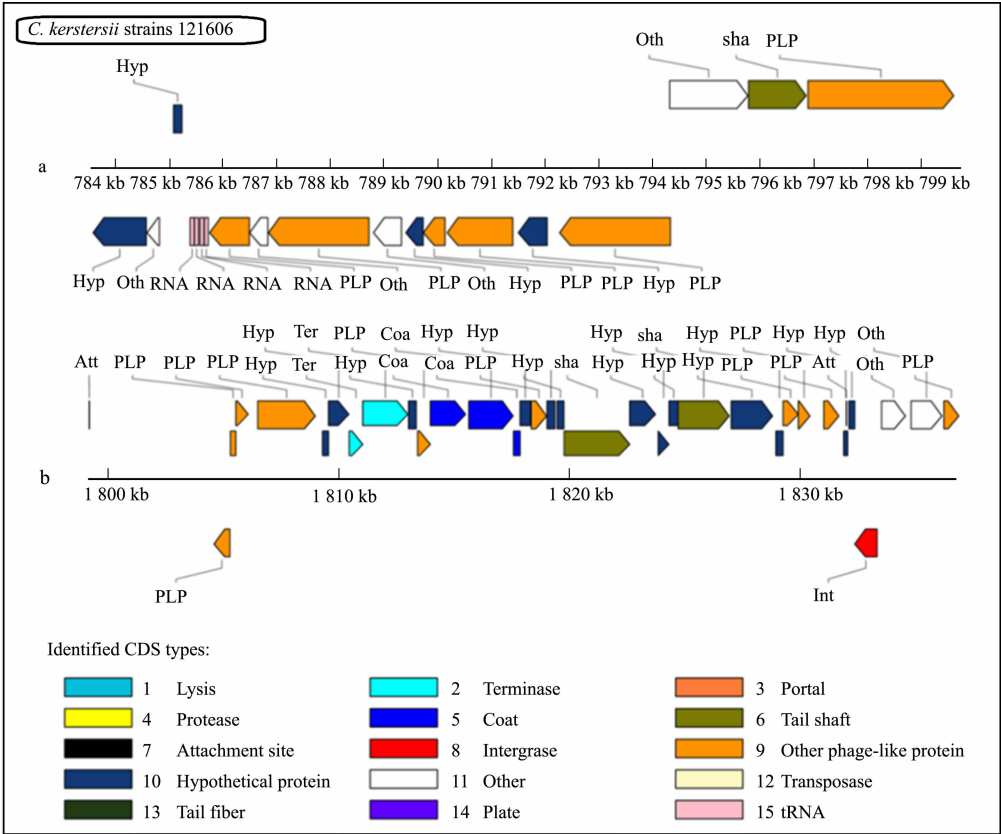 C. kerstersii strains 121606
Oth sha PLP
Hyp
a
784 kb 785 kb 786 kb 787 kb 788 kb 789 kb 790 kb 791 kb 792 kb 793 kb 794 kb 795 kb 796 kb 797 kb 798 kb 799 kb
Hyp Oth RNA RNA RNA RNA PLP Oth PLP Oth Hyp PLP PLP Hyp PLP
Hyp Ter PLP Coa Hyp Hyp Hyp sha Hyp PLP Hyp Hyp Oth
Att PLP PLP PLP Hyp Ter Hyp Coa Coa PLP Hyp sha Hyp Hyp Hyp PLP PLP Att Oth PLP
b
1 800 kb 1 810 kb 1 820 kb 1 830 kb
PLP Int
Identified CDS types:
1 Lysis 2 Terminase 3 Portal
4 Protease 5 Coat 6 Tail shaft
7 Attachment site 8 Intergrase 9 Other phage-like protein
10 Hypothetical protein 11 Other 12 Transposase
13 Tail fiber 14 Plate 15 tRNA